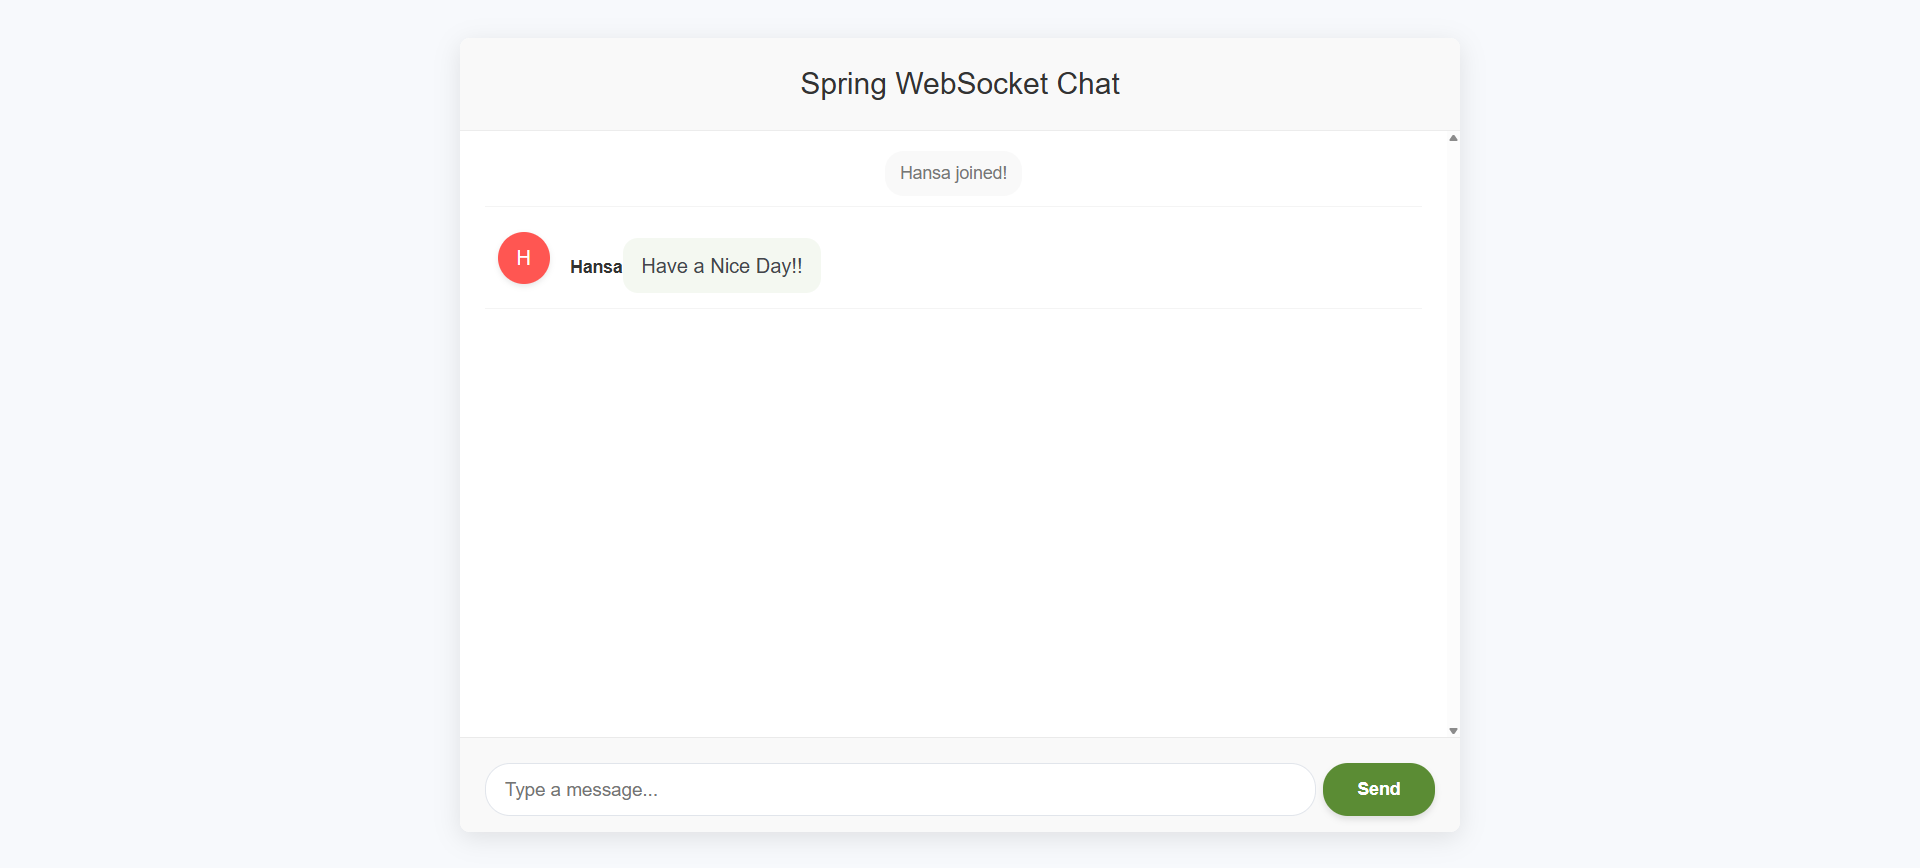 Spring WebSocket Chat
Hansa joined!
H
Hansa Have a Nice Day!!
Type a message...
Send